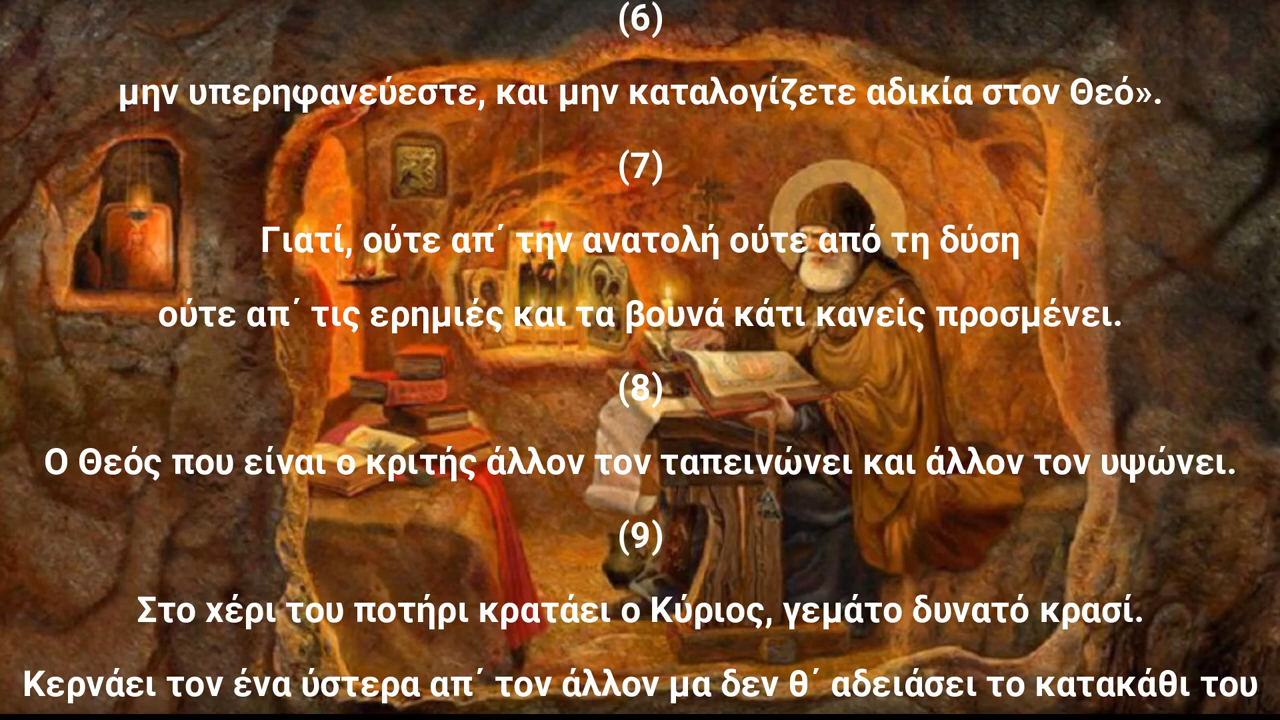 (6)
μην υπερηφανεύεστε, και μην καταλογίζετε αδικία στον Θεό».
(7)
Γιατί, ούτε απ΄ την ανατολή ούτε από τη δύση
ούτε απ΄ τις ερημιές και τα βουνά κάτι κανείς προσμένει.
(8)
Ο Θεός που είναι ο κριτής άλλον τον ταπεινώνει και άλλον τον υψώνει.
(9)
Στο χέρι του ποτήρι κρατάει ο Κύριος, γεμάτο δυνατό κρασί.
Κερνάει τον ένα ύστερα απ΄ τον άλλον μα δεν θ΄ αδειάσει το κατακάθι του